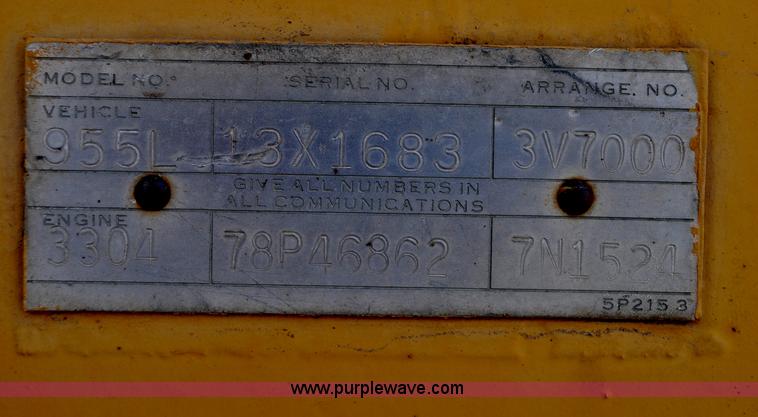 MODEL NO. SERIAL NO. ARRANGE. NO.
VEHICLE
955L 13X1683 3V7000
GIVE ALL NUMBERS IN
ALL COMMUNICATIONS
ENGINE
3304 78P46862 7N1524
5P215 3
www.purplewave.com